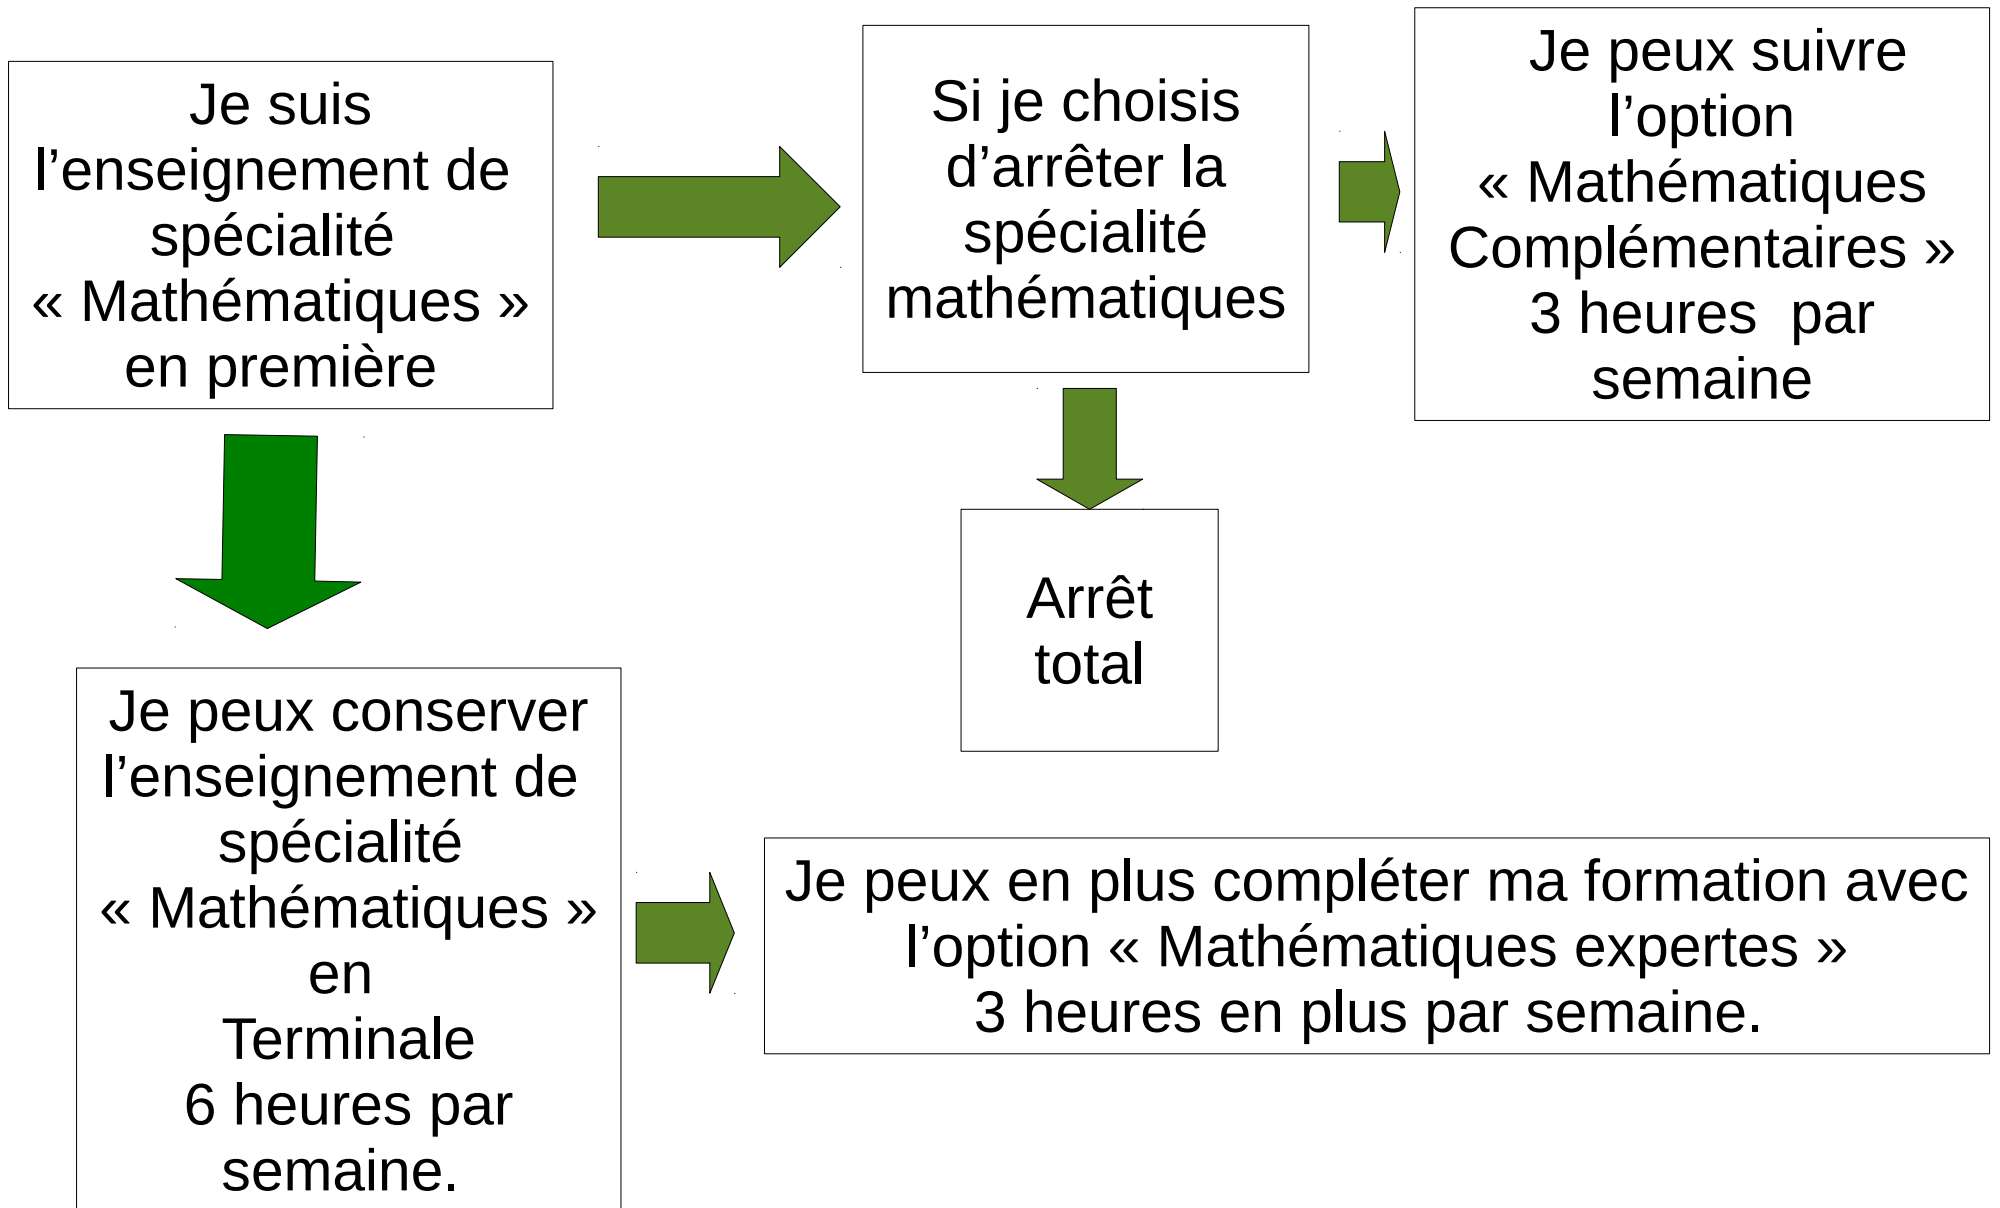 Je suis
l’enseignement de
spécialité
« Mathématiques »
en première
Si je choisis
d’arrêter la
spécialité
mathématiques
Je peux suivre
l’option
« Mathématiques
Complémentaires »
3 heures  par
semaine
Arrêt
total
Je peux conserver
l’enseignement de
spécialité
« Mathématiques »
en
Terminale
6 heures par
semaine.
Je peux en plus compléter ma formation avec
l’option « Mathématiques expertes »
3 heures en plus par semaine.